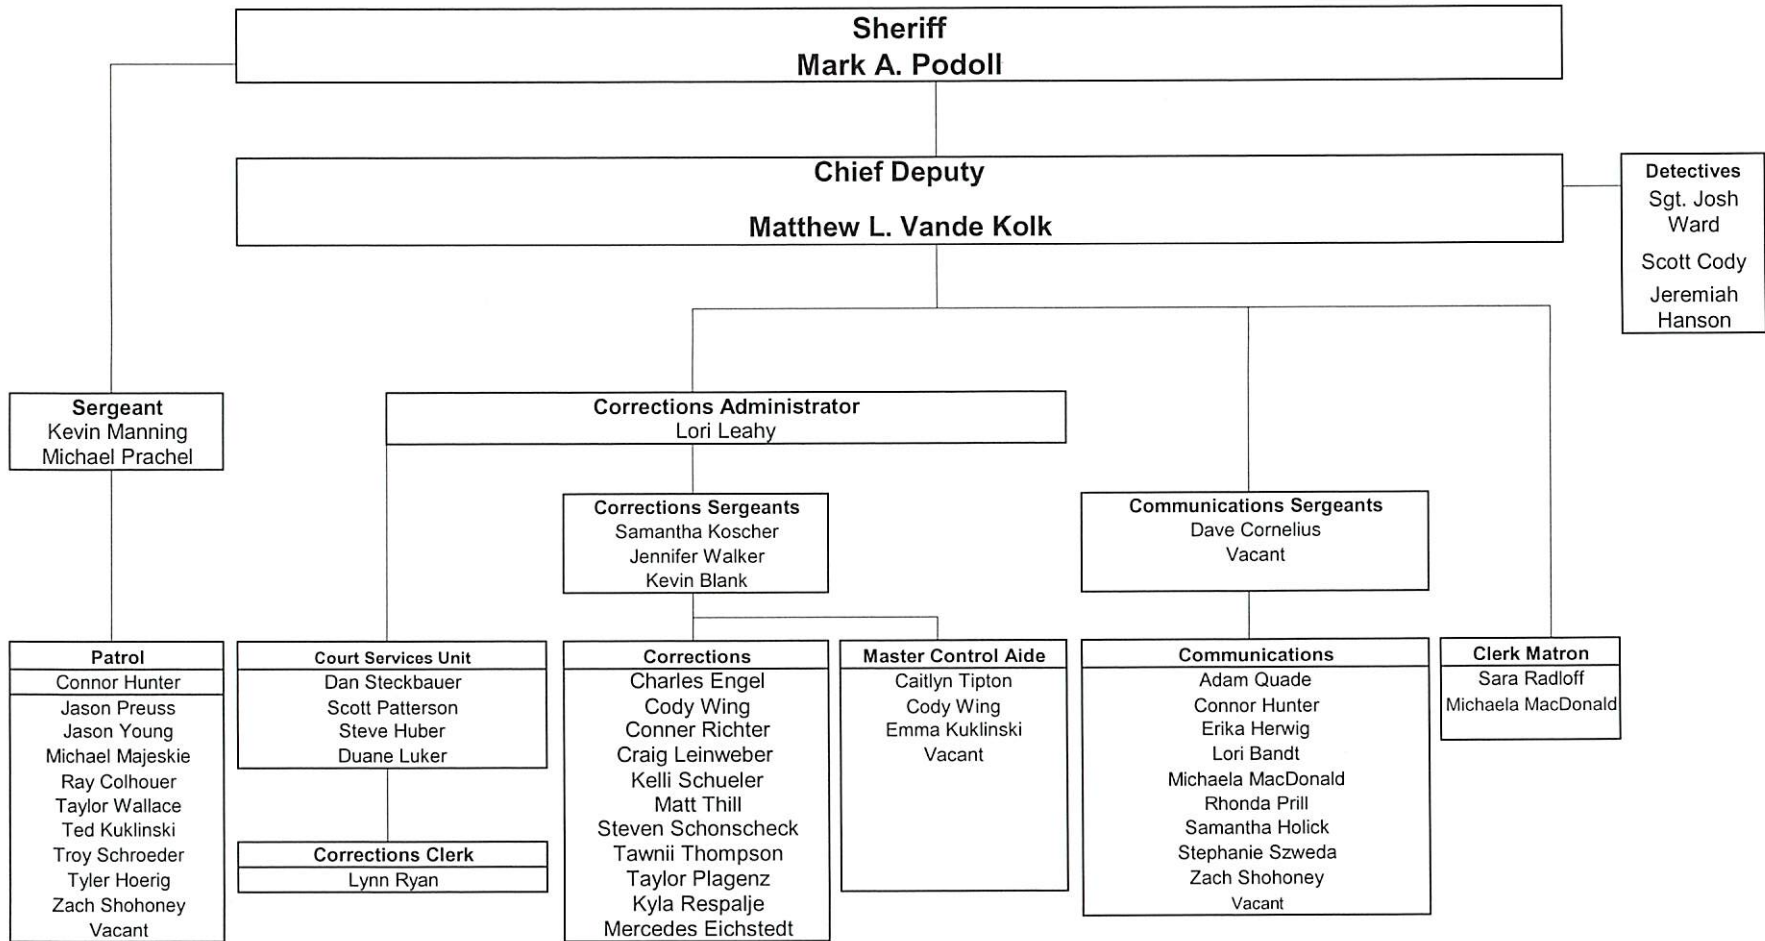 Sheriff
Mark A. Podoll
Chief Deputy
Matthew L. Vande Kolk
Detectives
Sgt. Josh
Ward
Scott Cody
Jeremiah
Hanson
Sergeant
Kevin Manning
Michael Prachel
Corrections Administrator
Lori Leahy
Corrections Sergeants
Samantha Koscher
Jennifer Walker
Kevin Blank
Communications Sergeants
Dave Cornelius
Vacant
Patrol
Connor Hunter
Jason Preuss
Jason Young
Michael Majeskie
Ray Colhouer
Taylor Wallace
Ted Kuklinski
Troy Schroeder
Tyler Hoerig
Zach Shohoney
Vacant
Court Services Unit
Dan Steckbauer
Scott Patterson
Steve Huber
Duane Luker
Corrections Clerk
Lynn Ryan
Corrections
Charles Engel
Cody Wing
Conner Richter
Craig Leinweber
Kelli Schueler
Matt Thill
Steven Schonscheck
Tawnii Thompson
Taylor Plagenz
Kyla Respalje
Mercedes Eichstedt
Master Control Aide
Caitlyn Tipton
Cody Wing
Emma Kuklinski
Vacant
Communications
Adam Quade
Connor Hunter
Erika Herwig
Lori Bandt
Michaela MacDonald
Rhonda Prill
Samantha Holick
Stephanie Szweda
Zach Shohoney
Vacant
Clerk Matron
Sara Radloff
Michaela MacDonald